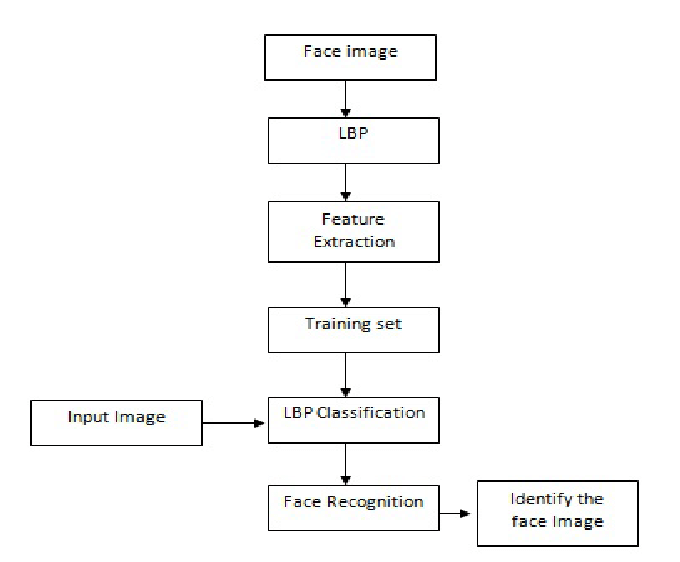 Face image
LBP
Feature
Extraction
Training set
Input Image
LBP Classification
Face Recognition
Identify the
face Image